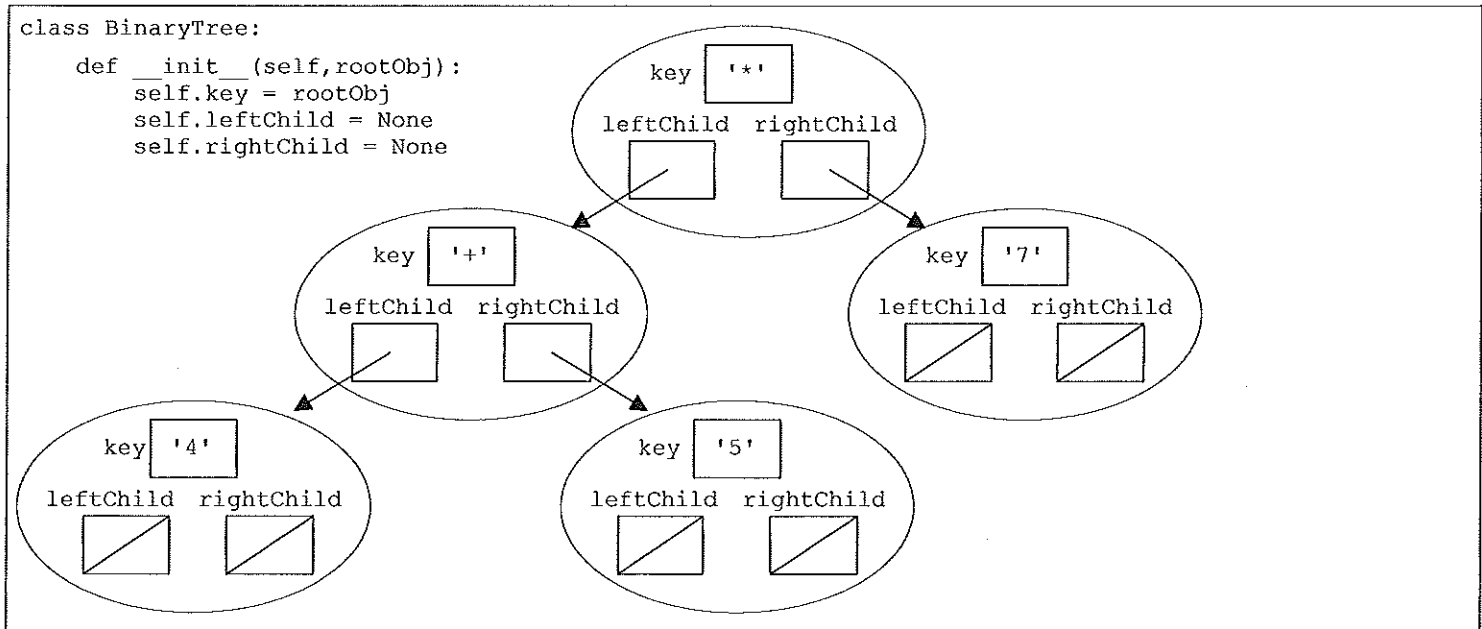 class BinaryTree:
def __init__(self,rootObj):
self.key = rootObj
self.leftChild = None
self.rightChild = None
key '*'
leftChild rightChild
key '+'
leftChild rightChild
key '7'
leftChild rightChild
key '4'
leftChild rightChild
key '5'
leftChild rightChild